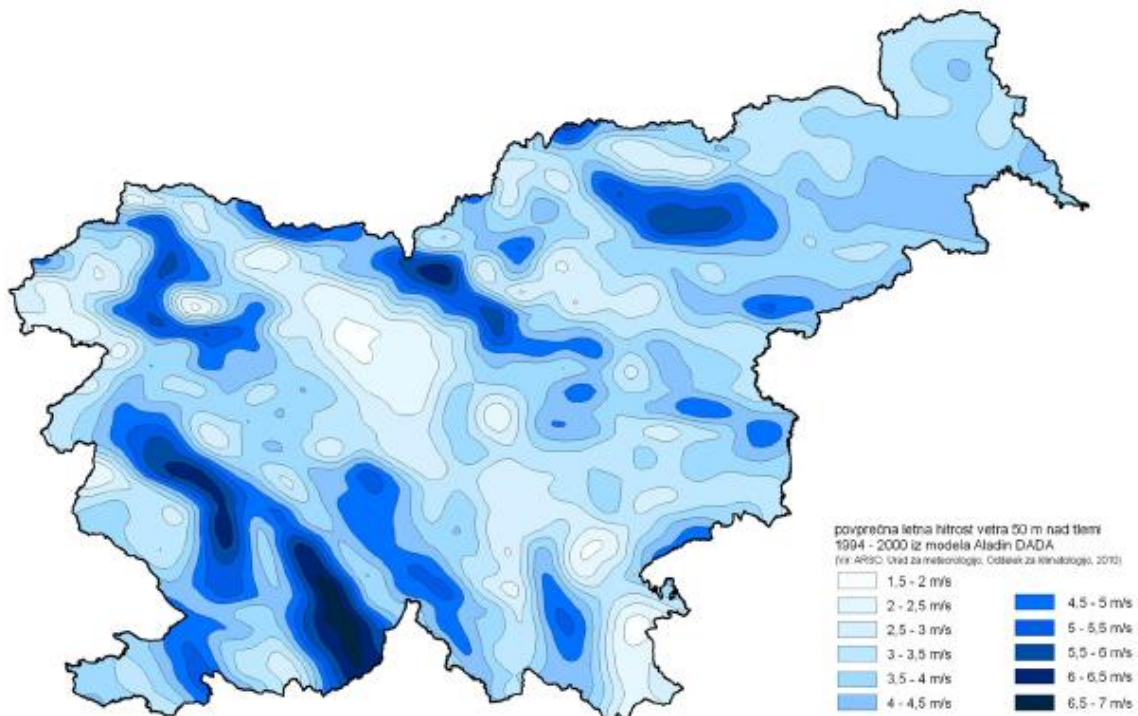 povprečna letna hitrost vetra 50 m nad tlemi
1994 - 2000 iz modela Aladin DADA
(Vir: ARSO, Urad za meteorologijo, Oddelek za klimatologijo, 2010)
1,5 - 2 m/s
2 - 2,5 m/s
2,5 - 3 m/s
3 - 3,5 m/s
3,5 - 4 m/s
4 - 4,5 m/s
4,5 - 5 m/s
5 - 5,5 m/s
5,5 - 6 m/s
6 - 6,5 m/s
6,5 - 7 m/s